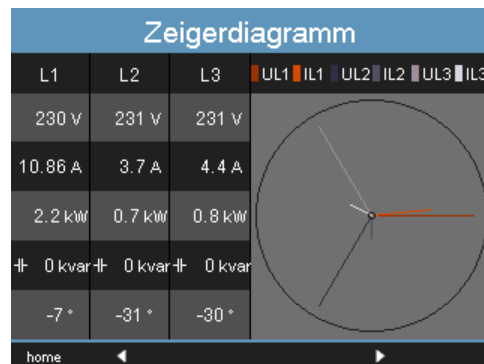 Zeigerdiagramm
L1 L2 L3 UL1 IL1 UL2 IL2 UL3 IL3
230 V 231 V 231 V
10.86 A 3.7 A 4.4 A
2.2 kW 0.7 kW 0.8 kW
0 kvar 0 kvar 0 kvar
-7 ° -31 ° -30 °
home